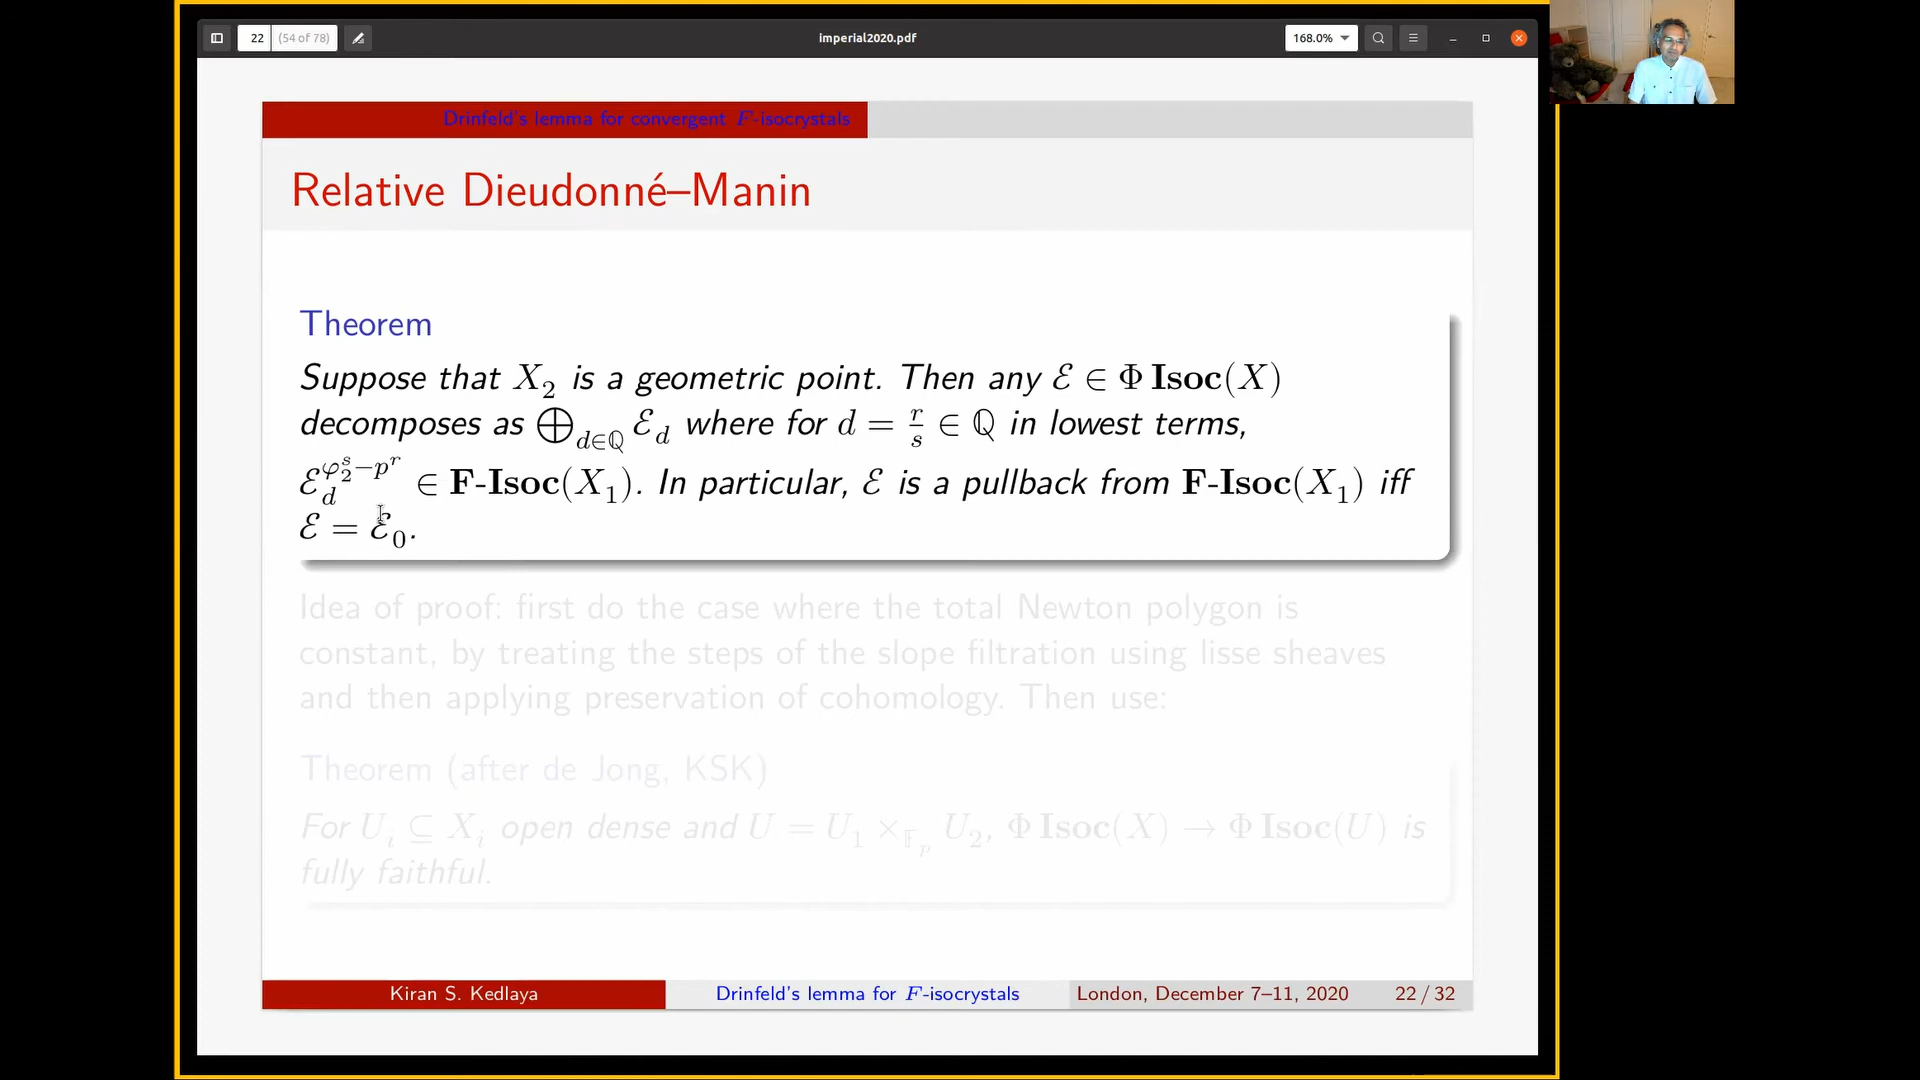 22 (54 of 78) imperial2020.pdf 168.0%
Drinfeld's lemma for convergent F-isocrystals
Relative Dieudonné–Manin
Theorem
Suppose that X₂ is a geometric point. Then any ℰ ∈ Φ Isoc(X)
decomposes as ⨁_{d∈ℚ} ℰ_d where for d = r/s ∈ ℚ in lowest terms,
ℰ_d^{φ₂^s−p^r} ∈ F-Isoc(X₁). In particular, ℰ is a pullback from F-Isoc(X₁) iff
ℰ = ℰ₀.
Idea of proof: first do the case where the total Newton polygon is
constant, by treating the steps of the slope filtration using lisse sheaves
and then applying preservation of cohomology. Then use:
Theorem (after de Jong, KSK)
For U_i ⊆ X_i open dense and U = U₁ ×_{𝔽_p} U₂, Φ Isoc(X) → Φ Isoc(U) is
fully faithful.
Kiran S. Kedlaya Drinfeld's lemma for F-isocrystals London, December 7–11, 2020 22 / 32